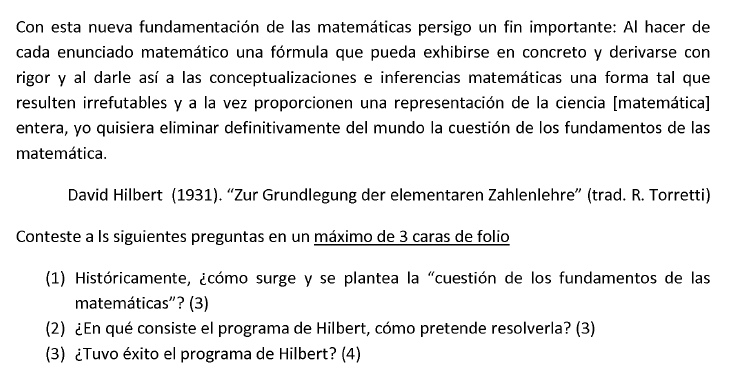 Con esta nueva fundamentación de las matemáticas persigo un fin importante: Al hacer de
cada enunciado matemático una fórmula que pueda exhibirse en concreto y derivarse con
rigor y al darle así a las conceptualizaciones e inferencias matemáticas una forma tal que
resulten irrefutables y a la vez proporcionen una representación de la ciencia [matemática]
entera, yo quisiera eliminar definitivamente del mundo la cuestión de los fundamentos de las
matemática.
David Hilbert (1931). “Zur Grundlegung der elementaren Zahlenlehre” (trad. R. Torretti)
Conteste a ls siguientes preguntas en un máximo de 3 caras de folio
(1) Históricamente, ¿cómo surge y se plantea la “cuestión de los fundamentos de las
matemáticas”? (3)
(2) ¿En qué consiste el programa de Hilbert, cómo pretende resolverla? (3)
(3) ¿Tuvo éxito el programa de Hilbert? (4)